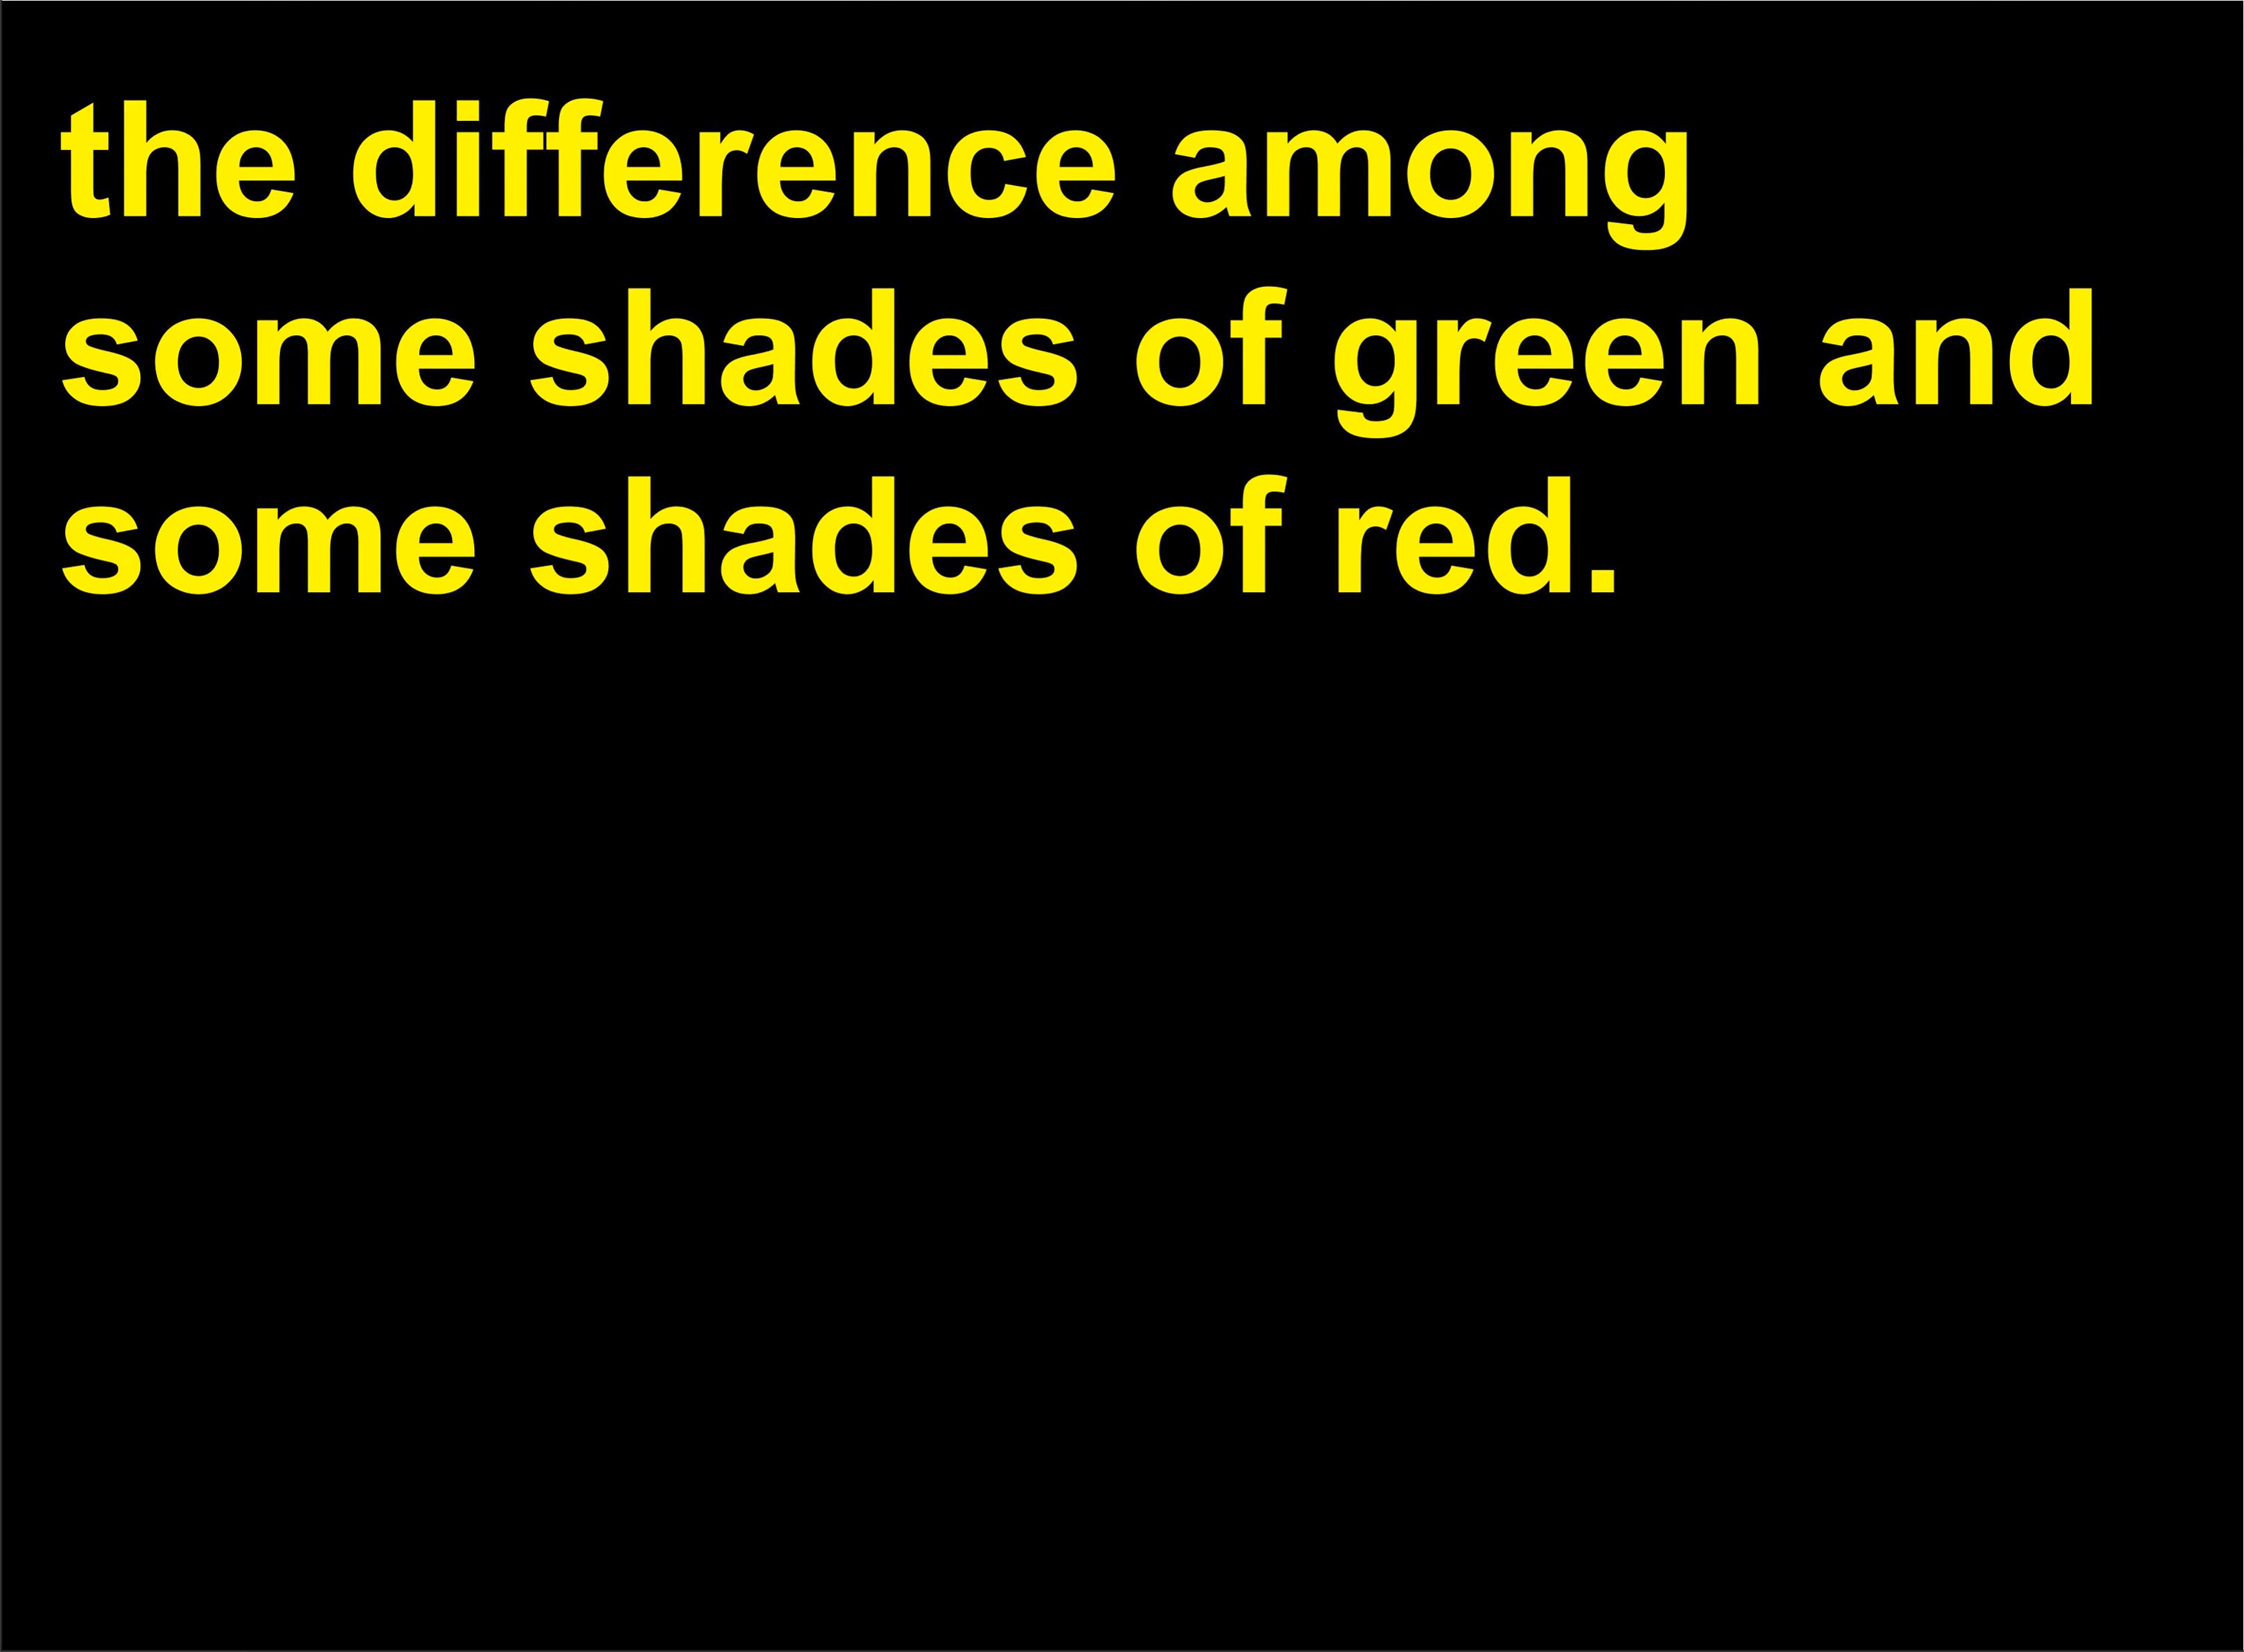 the difference among
some shades of green and
some shades of red.